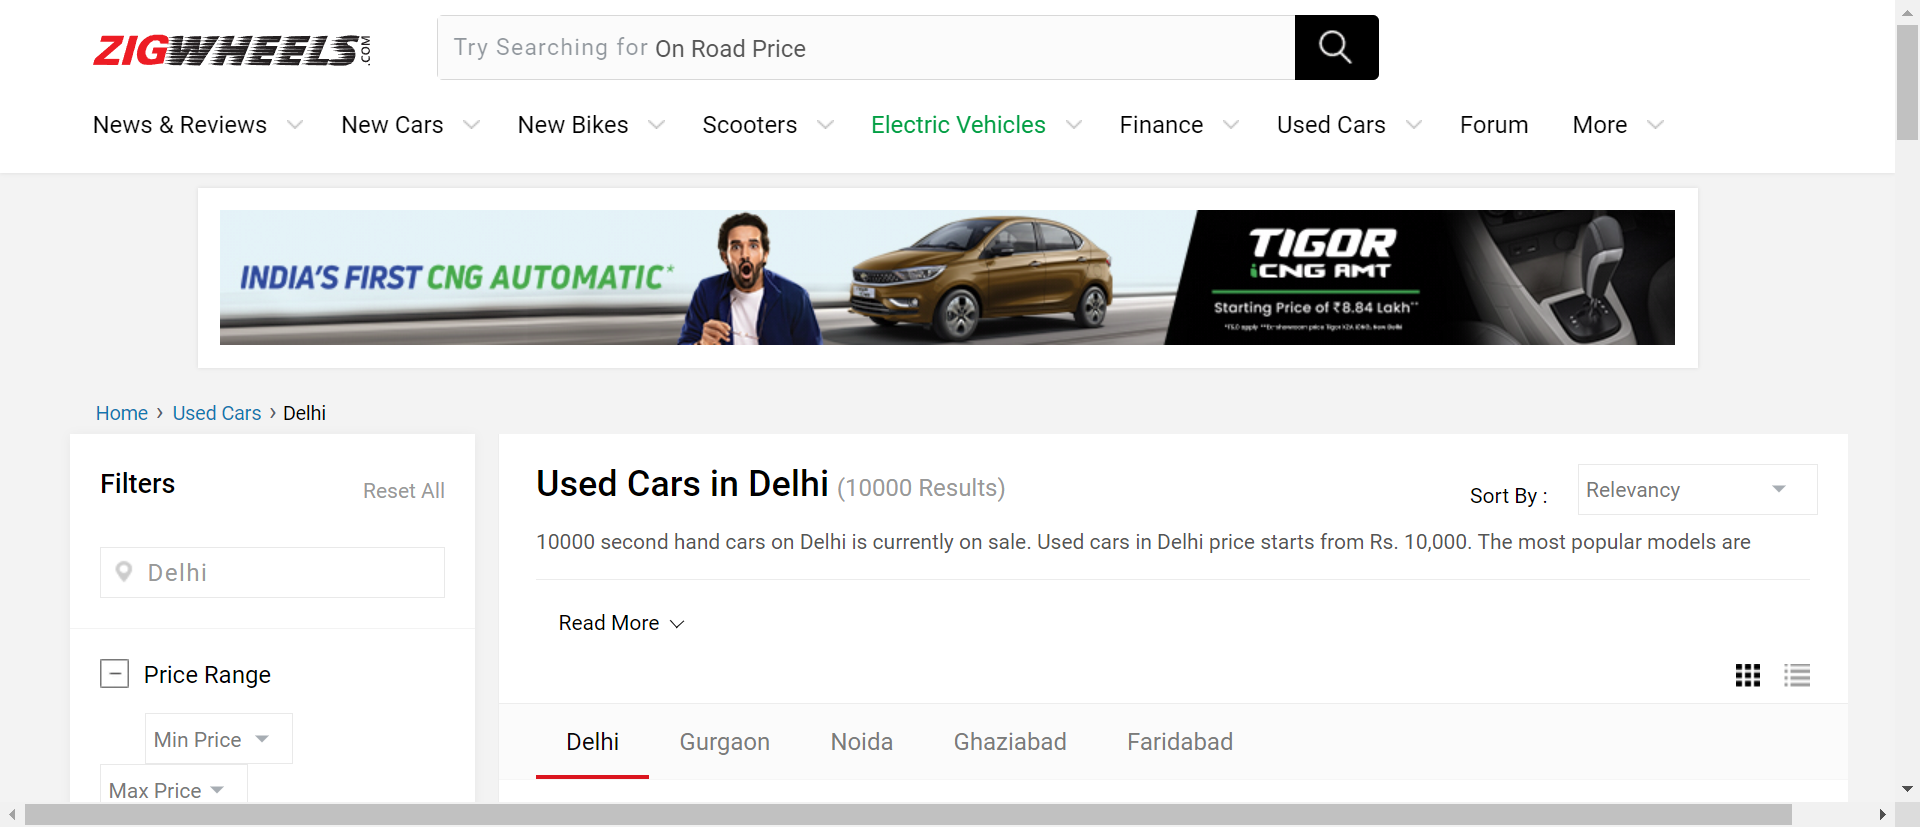 ZIGWHEELS.COM
Try Searching for On Road Price
News & Reviews New Cars New Bikes Scooters Electric Vehicles Finance Used Cars Forum More
INDIA'S FIRST CNG AUTOMATIC*
TIGOR
iCNG AMT
Starting Price of ₹8.84 Lakh**
Home › Used Cars › Delhi
Filters
Reset All
Delhi
Price Range
Min Price
Max Price
Used Cars in Delhi (10000 Results)
Sort By :
Relevancy
10000 second hand cars on Delhi is currently on sale. Used cars in Delhi price starts from Rs. 10,000. The most popular models are
Read More
Delhi Gurgaon Noida Ghaziabad Faridabad